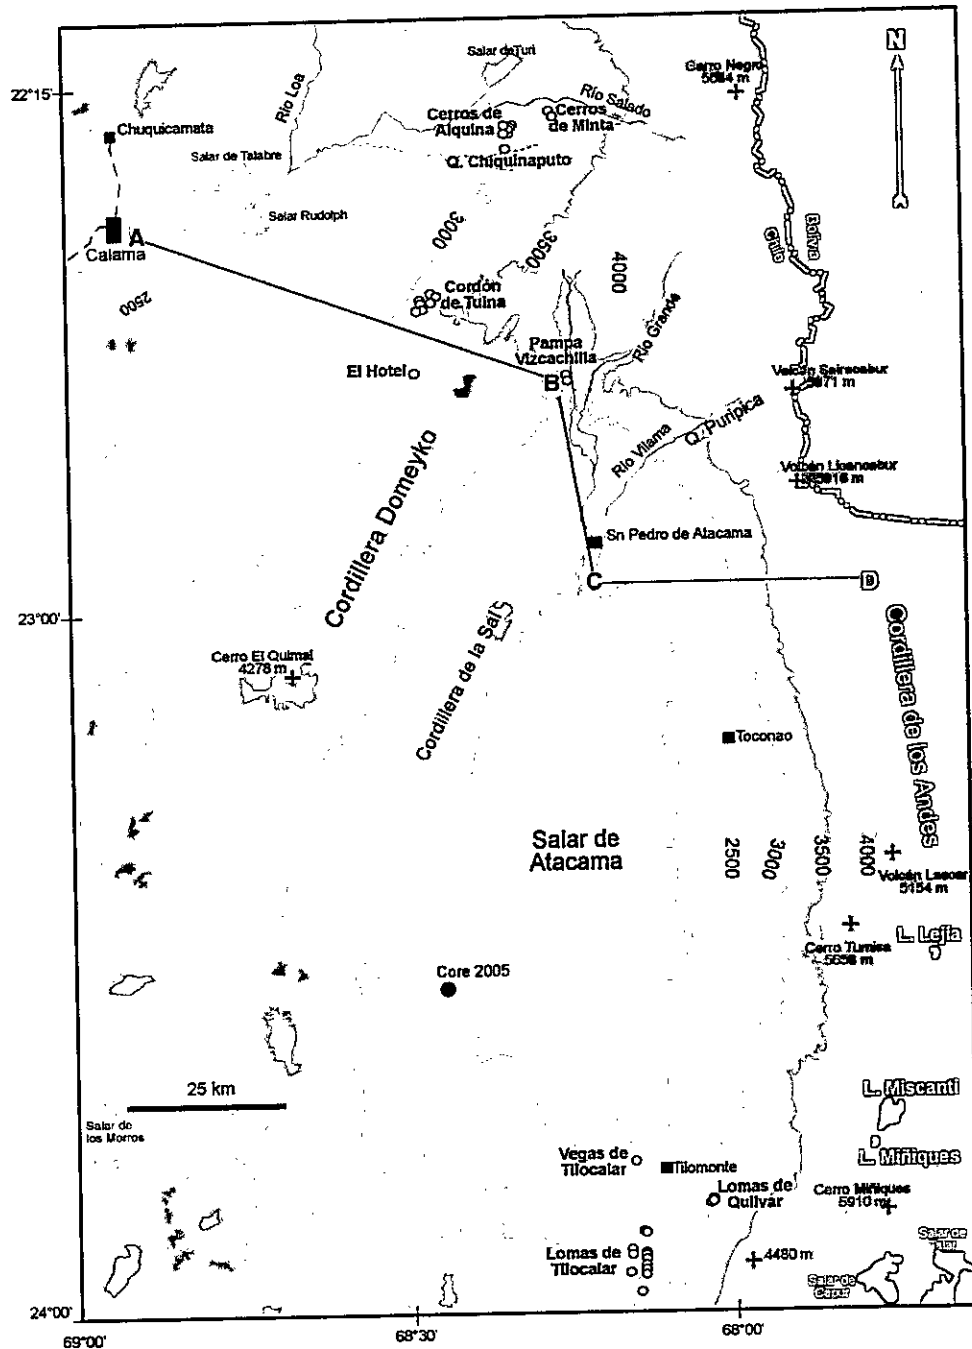 N
Salar de Turi
Cerro Negro
5584 m
22°15'
Río Loa
Río Salado
Cerros de
Aiquina
Cerros
de Minta
Chuquicamata
Salar de Talabre
Q. Chiquinaputo
Salar Rudolph
3000
3500
4000
Chile
Bolivia
A
Calama
2500
Cordón
de Tuina
Río Grande
Pampa
Vizcachilla
El Hotel
B
Q. Puripica
Río Vilama
Cordillera Domeyko
Sn Pedro de Atacama
C
D
23°00'
Cordillera de la Sal
Cordillera de los Andes
Cerro El Quimal
4278 m
Toconao
Salar de
Atacama
2500
3000
3500
4000
Volcán Lascar
5154 m
L. Lejía
Cerro Tumisa
5658 m
Core 2005
25 km
L. Miscanti
Salar de
los Morros
L. Miñiques
Vegas de
Tilocalar
Tilomonte
Lomas de
Quilvar
Cerro Miñiques
5910 m
Lomas de
Tilocalar
4480 m
Salar de
Salar de
Capur
24°00'
69°00'
68°30'
68°00'